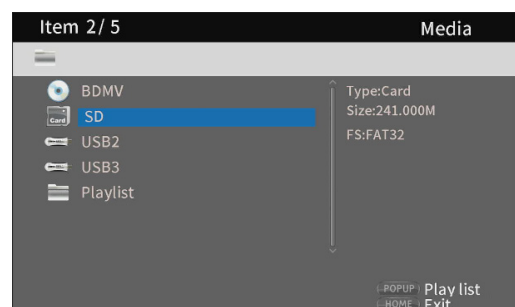 Item 2/ 5
Media
BDMV
Card SD
USB2
USB3
Playlist
Type:Card
Size:241.000M
FS:FAT32
POPUP Play list
HOME Exit